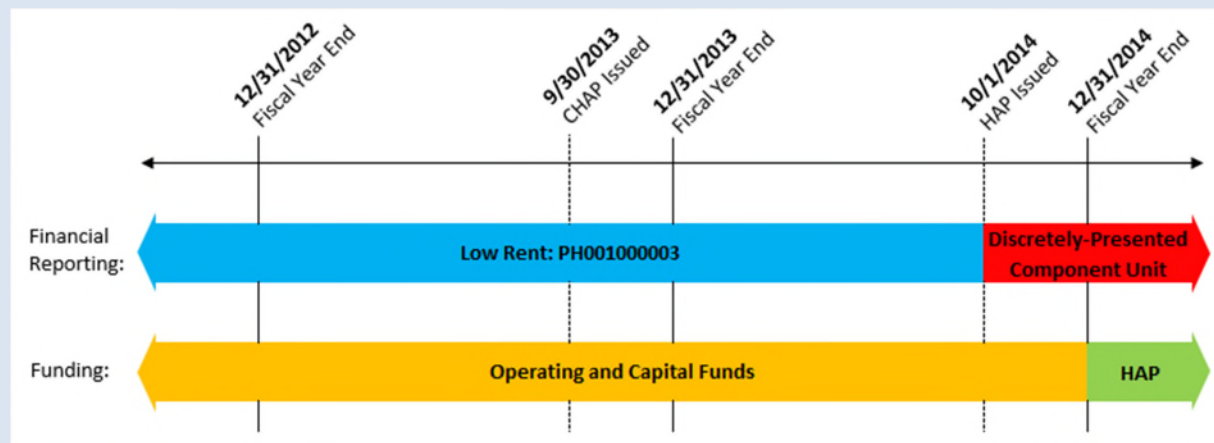 12/31/2012
Fiscal Year End
9/30/2013
CHAP Issued
12/31/2013
Fiscal Year End
10/1/2014
HAP Issued
12/31/2014
Fiscal Year End
Financial
Reporting:
Low Rent: PH001000003
Discretely-Presented
Component Unit
Funding:
Operating and Capital Funds
HAP